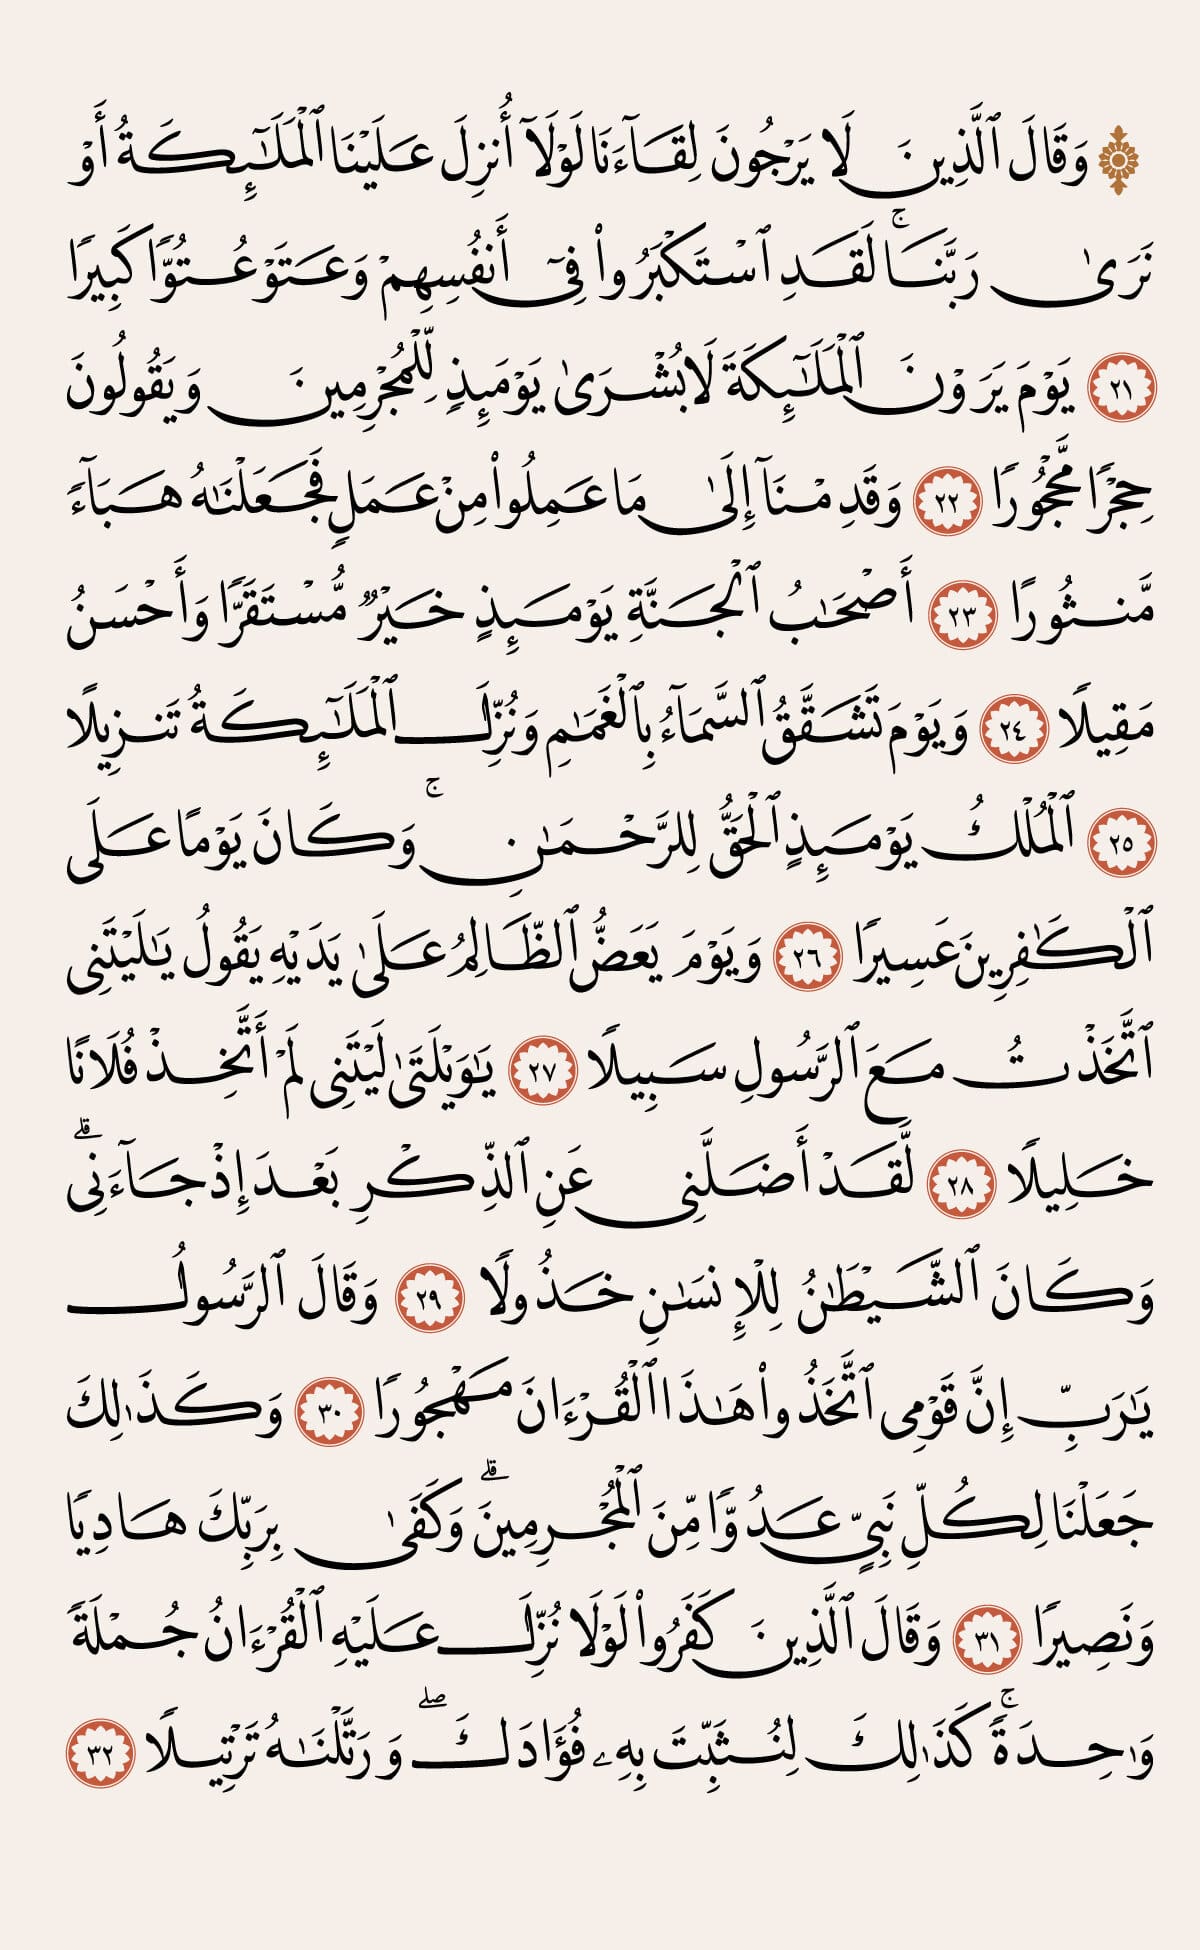 ۞ وَقَالَ ٱلَّذِينَ لَا يَرْجُونَ لِقَآءَنَا لَوْلَآ أُنزِلَ عَلَيْنَا ٱلْمَلَـٰٓئِكَةُ أَوْ
نَرَىٰ رَبَّنَا ۚ لَقَدِ ٱسْتَكْبَرُوا۟ فِىٓ أَنفُسِهِمْ وَعَتَوْ عُتُوًّا كَبِيرًا
٢١ يَوْمَ يَرَوْنَ ٱلْمَلَـٰٓئِكَةَ لَا بُشْرَىٰ يَوْمَئِذٍ لِّلْمُجْرِمِينَ وَيَقُولُونَ
حِجْرًا مَّحْجُورًا ٢٢ وَقَدِمْنَآ إِلَىٰ مَا عَمِلُوا۟ مِنْ عَمَلٍ فَجَعَلْنَـٰهُ هَبَآءً
مَّنثُورًا ٢٣ أَصْحَـٰبُ ٱلْجَنَّةِ يَوْمَئِذٍ خَيْرٌ مُّسْتَقَرًّا وَأَحْسَنُ
مَقِيلًا ٢٤ وَيَوْمَ تَشَقَّقُ ٱلسَّمَآءُ بِٱلْغَمَـٰمِ وَنُزِّلَ ٱلْمَلَـٰٓئِكَةُ تَنزِيلًا
٢٥ ٱلْمُلْكُ يَوْمَئِذٍ ٱلْحَقُّ لِلرَّحْمَـٰنِ ۚ وَكَانَ يَوْمًا عَلَى
ٱلْكَـٰفِرِينَ عَسِيرًا ٢٦ وَيَوْمَ يَعَضُّ ٱلظَّالِمُ عَلَىٰ يَدَيْهِ يَقُولُ يَـٰلَيْتَنِى
ٱتَّخَذْتُ مَعَ ٱلرَّسُولِ سَبِيلًا ٢٧ يَـٰوَيْلَتَىٰ لَيْتَنِى لَمْ أَتَّخِذْ فُلَانًا
خَلِيلًا ٢٨ لَّقَدْ أَضَلَّنِى عَنِ ٱلذِّكْرِ بَعْدَ إِذْ جَآءَنِى ۗ
وَكَانَ ٱلشَّيْطَـٰنُ لِلْإِنسَـٰنِ خَذُولًا ٢٩ وَقَالَ ٱلرَّسُولُ
يَـٰرَبِّ إِنَّ قَوْمِى ٱتَّخَذُوا۟ هَـٰذَا ٱلْقُرْءَانَ مَهْجُورًا ٣٠ وَكَذَٰلِكَ
جَعَلْنَا لِكُلِّ نَبِىٍّ عَدُوًّا مِّنَ ٱلْمُجْرِمِينَ ۗ وَكَفَىٰ بِرَبِّكَ هَادِيًا
وَنَصِيرًا ٣١ وَقَالَ ٱلَّذِينَ كَفَرُوا۟ لَوْلَا نُزِّلَ عَلَيْهِ ٱلْقُرْءَانُ جُمْلَةً
وَٰحِدَةً ۚ كَذَٰلِكَ لِنُثَبِّتَ بِهِۦ فُؤَادَكَ ۖ وَرَتَّلْنَـٰهُ تَرْتِيلًا ٣٢